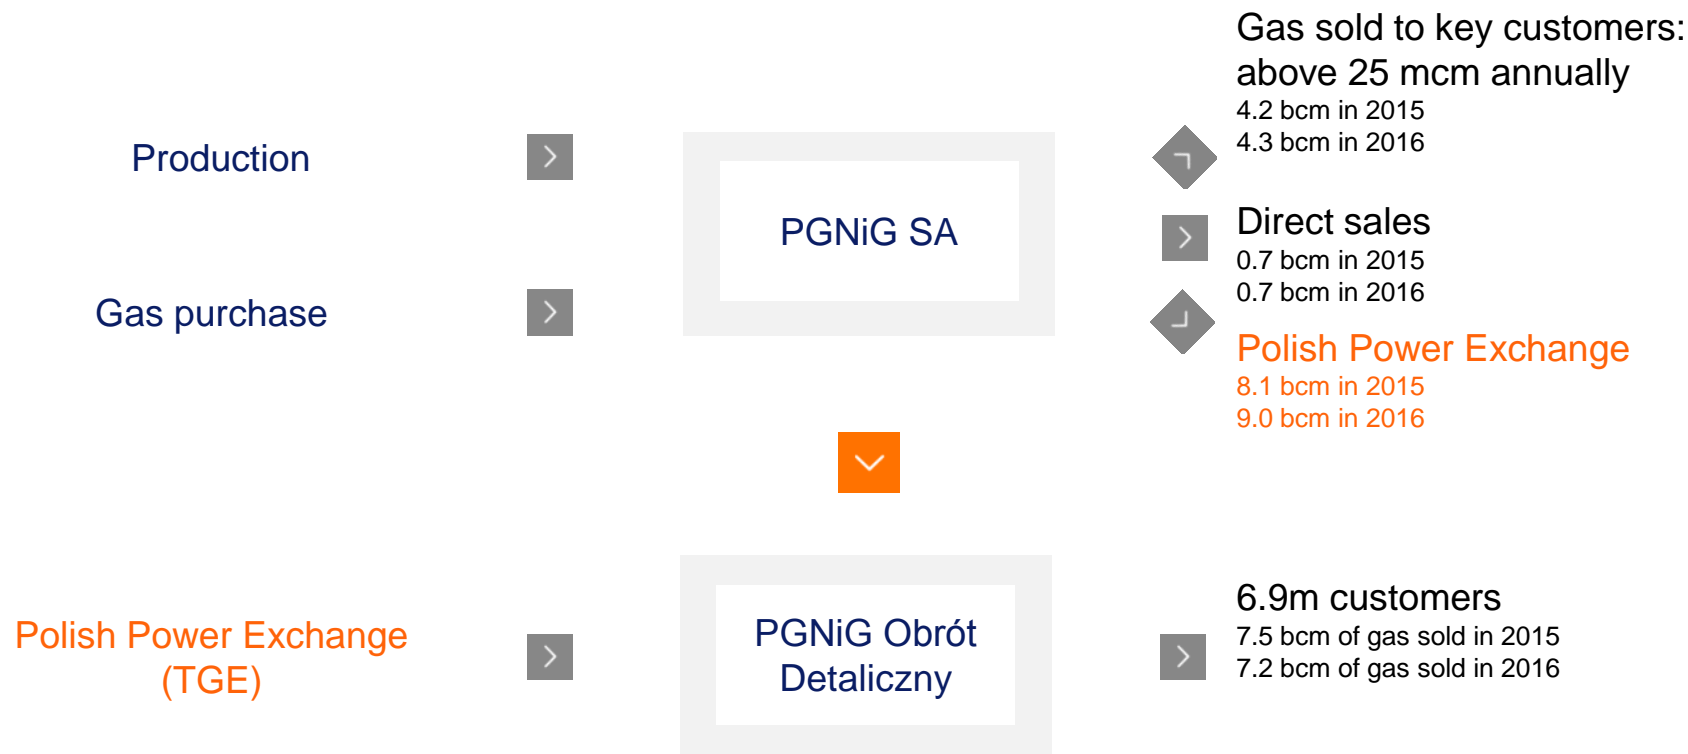 Production
Gas purchase
PGNiG SA
Gas sold to key customers:
above 25 mcm annually
4.2 bcm in 2015
4.3 bcm in 2016
Direct sales
0.7 bcm in 2015
0.7 bcm in 2016
Polish Power Exchange
8.1 bcm in 2015
9.0 bcm in 2016
Polish Power Exchange
(TGE)
PGNiG Obrót
Detaliczny
6.9m customers
7.5 bcm of gas sold in 2015
7.2 bcm of gas sold in 2016